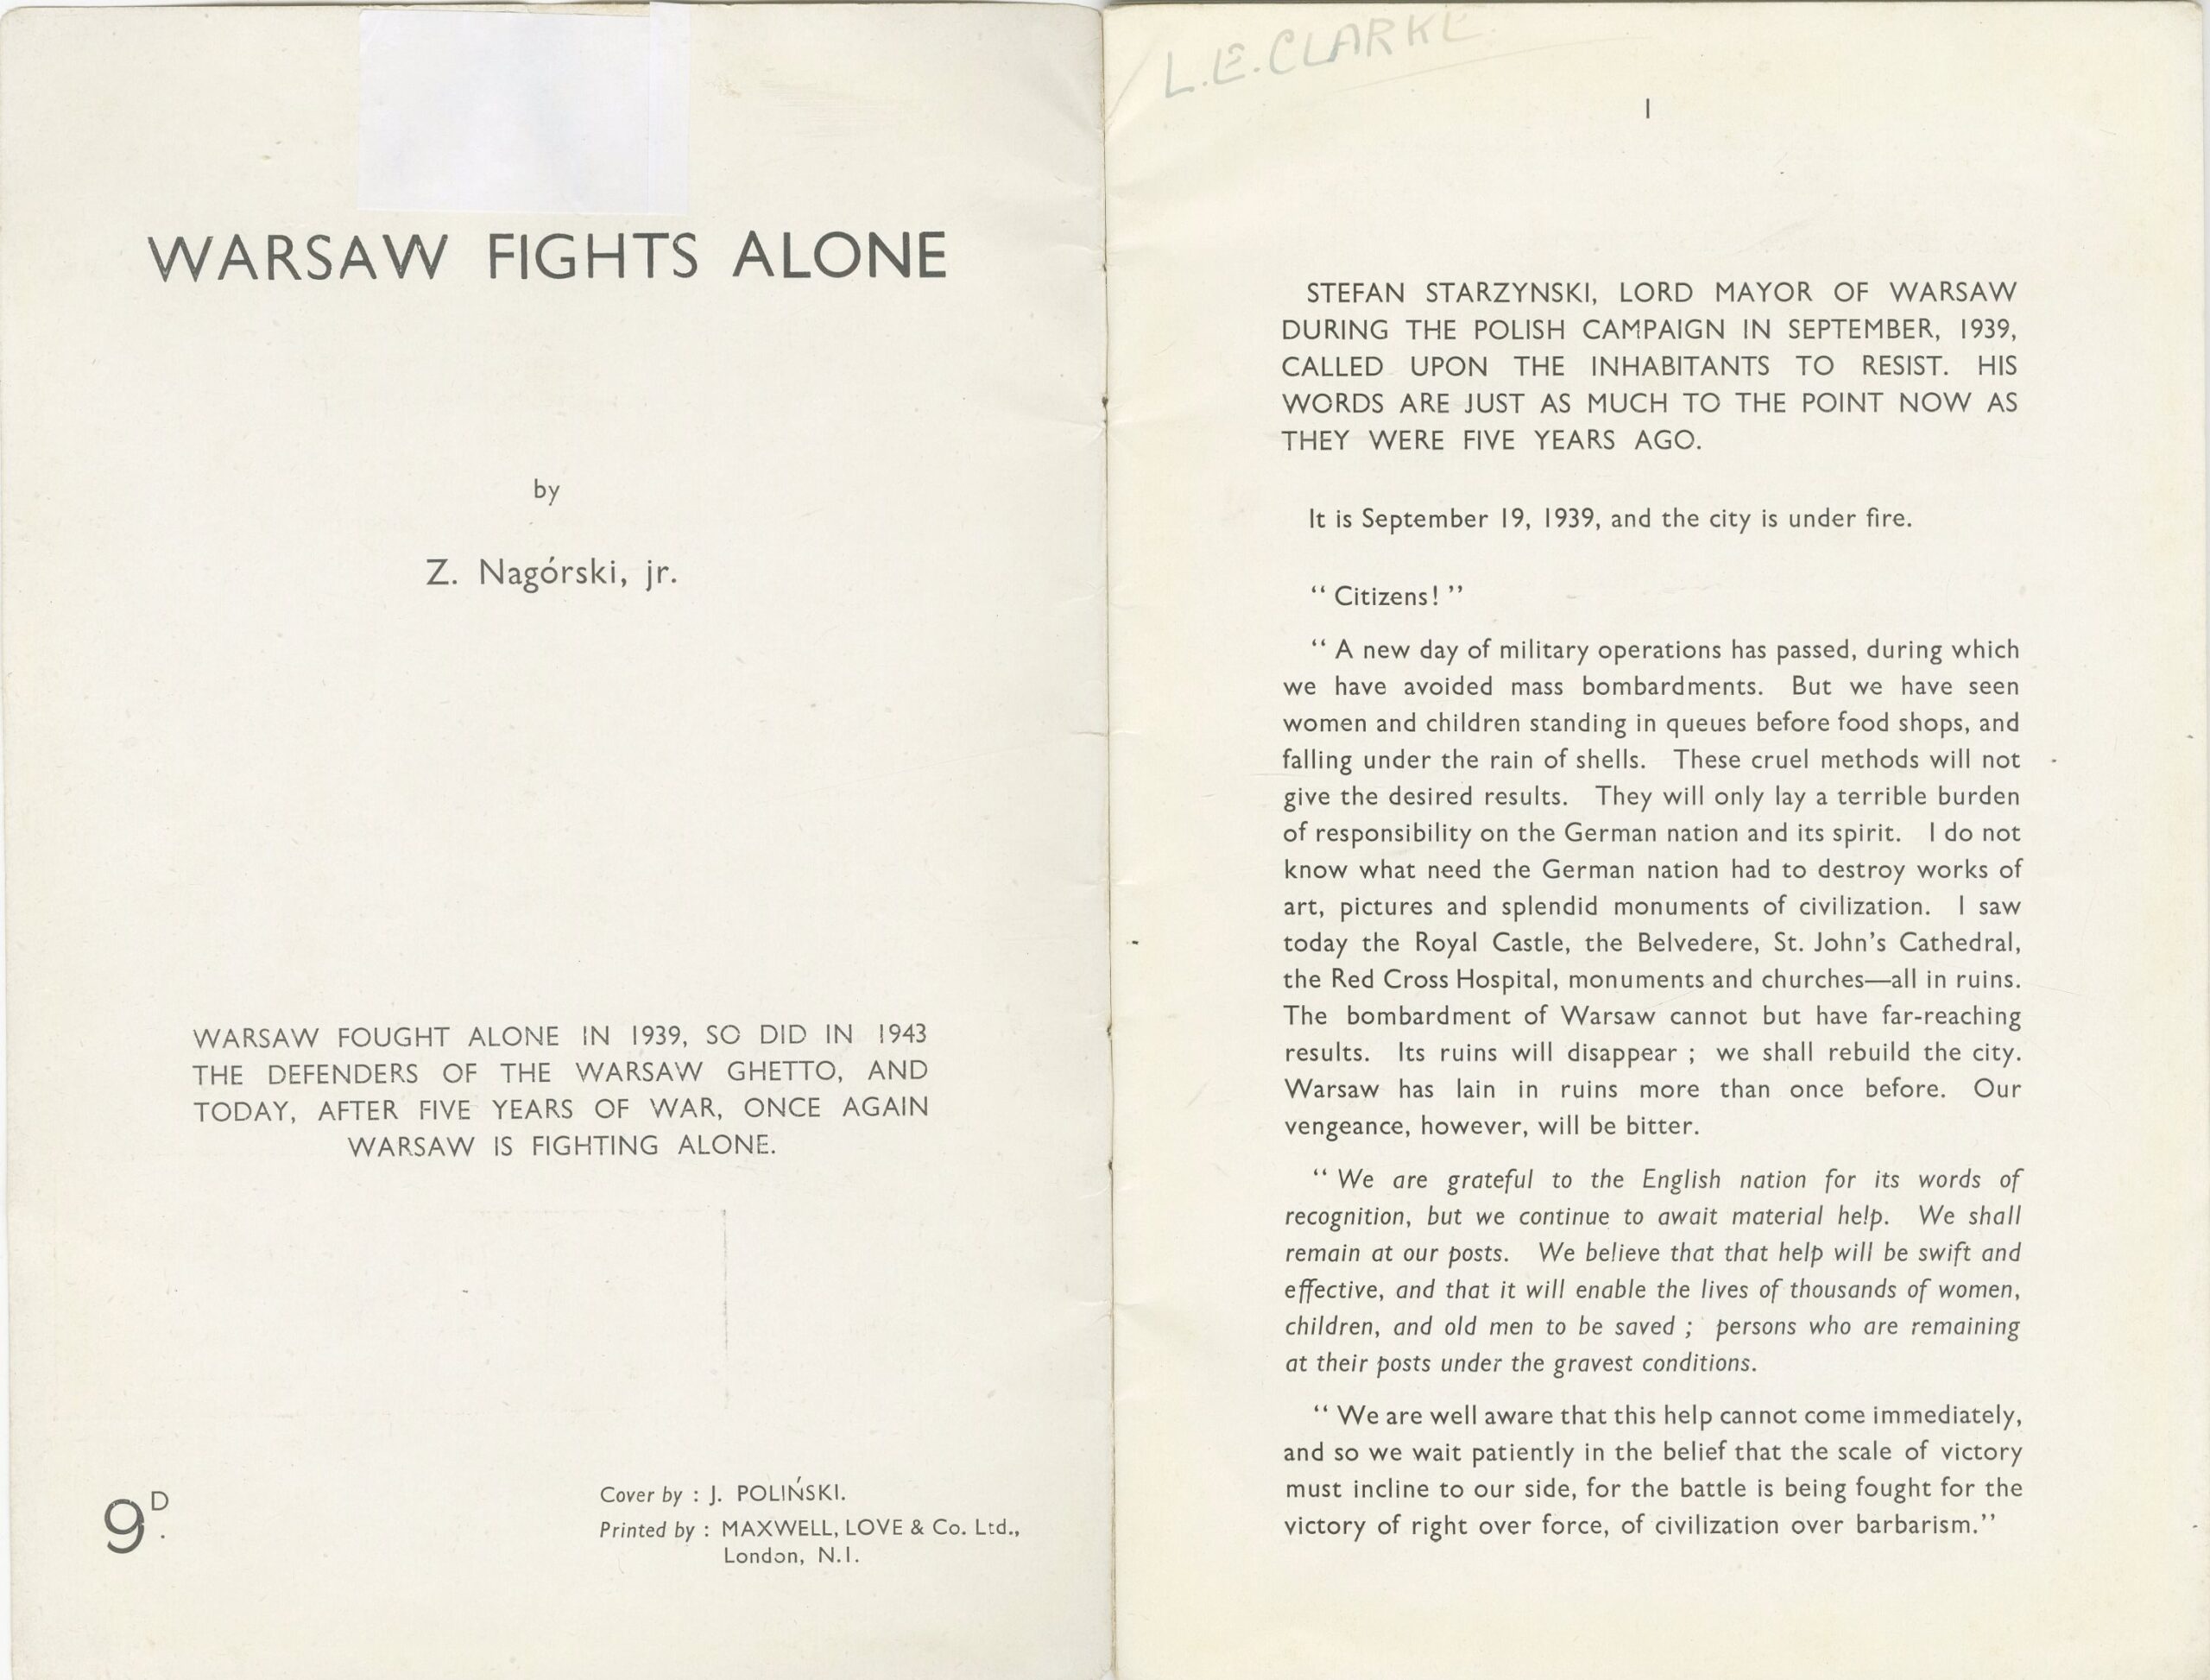 WARSAW FIGHTS ALONE
by
Z. Nagórski, jr.
WARSAW FOUGHT ALONE IN 1939, SO DID IN 1943
THE DEFENDERS OF THE WARSAW GHETTO, AND
TODAY, AFTER FIVE YEARS OF WAR, ONCE AGAIN
WARSAW IS FIGHTING ALONE.
9D.
Cover by : J. POLIŃSKI.
Printed by : MAXWELL, LOVE & Co. Ltd.,
London, N.1.
L.E.CLARKE
I
STEFAN STARZYNSKI, LORD MAYOR OF WARSAW
DURING THE POLISH CAMPAIGN IN SEPTEMBER, 1939,
CALLED UPON THE INHABITANTS TO RESIST. HIS
WORDS ARE JUST AS MUCH TO THE POINT NOW AS
THEY WERE FIVE YEARS AGO.
It is September 19, 1939, and the city is under fire.
“ Citizens! ”
“ A new day of military operations has passed, during which
we have avoided mass bombardments. But we have seen
women and children standing in queues before food shops, and
falling under the rain of shells. These cruel methods will not
give the desired results. They will only lay a terrible burden
of responsibility on the German nation and its spirit. I do not
know what need the German nation had to destroy works of
art, pictures and splendid monuments of civilization. I saw
today the Royal Castle, the Belvedere, St. John’s Cathedral,
the Red Cross Hospital, monuments and churches—all in ruins.
The bombardment of Warsaw cannot but have far-reaching
results. Its ruins will disappear ; we shall rebuild the city.
Warsaw has lain in ruins more than once before. Our
vengeance, however, will be bitter.
“ We are grateful to the English nation for its words of
recognition, but we continue to await material help. We shall
remain at our posts. We believe that that help will be swift and
effective, and that it will enable the lives of thousands of women,
children, and old men to be saved ; persons who are remaining
at their posts under the gravest conditions.
“ We are well aware that this help cannot come immediately,
and so we wait patiently in the belief that the scale of victory
must incline to our side, for the battle is being fought for the
victory of right over force, of civilization over barbarism.”